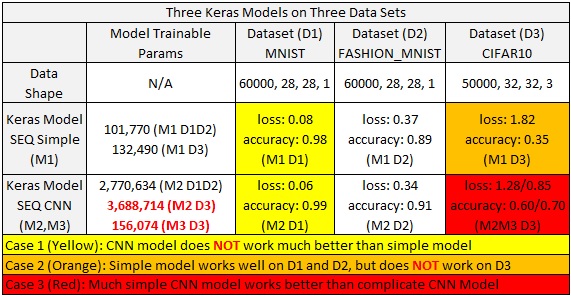 Three Keras Models on Three Data Sets
Model Trainable
Params
Dataset (D1)
MNIST
Dataset (D2)
FASHION_MNIST
Dataset (D3)
CIFAR10
Data
Shape
N/A
60000, 28, 28, 1
60000, 28, 28, 1
50000, 32, 32, 3
Keras Model
SEQ Simple
(M1)
101,770 (M1 D1D2)
132,490 (M1 D3)
loss: 0.08
accuracy: 0.98
(M1 D1)
loss: 0.37
accuracy: 0.89
(M1 D2)
loss: 1.82
accuracy: 0.35
(M1 D3)
Keras Model
SEQ CNN
(M2,M3)
2,770,634 (M2 D1D2)
3,688,714 (M2 D3)
156,074 (M3 D3)
loss: 0.06
accuracy: 0.99
(M2 D1)
loss: 0.34
accuracy: 0.91
(M2 D2)
loss: 1.28/0.85
accuracy: 0.60/0.70
(M2M3 D3)
Case 1 (Yellow): CNN model does NOT work much better than simple model
Case 2 (Orange): Simple model works well on D1 and D2, but does NOT work on D3
Case 3 (Red): Much simple CNN model works better than complicate CNN Model